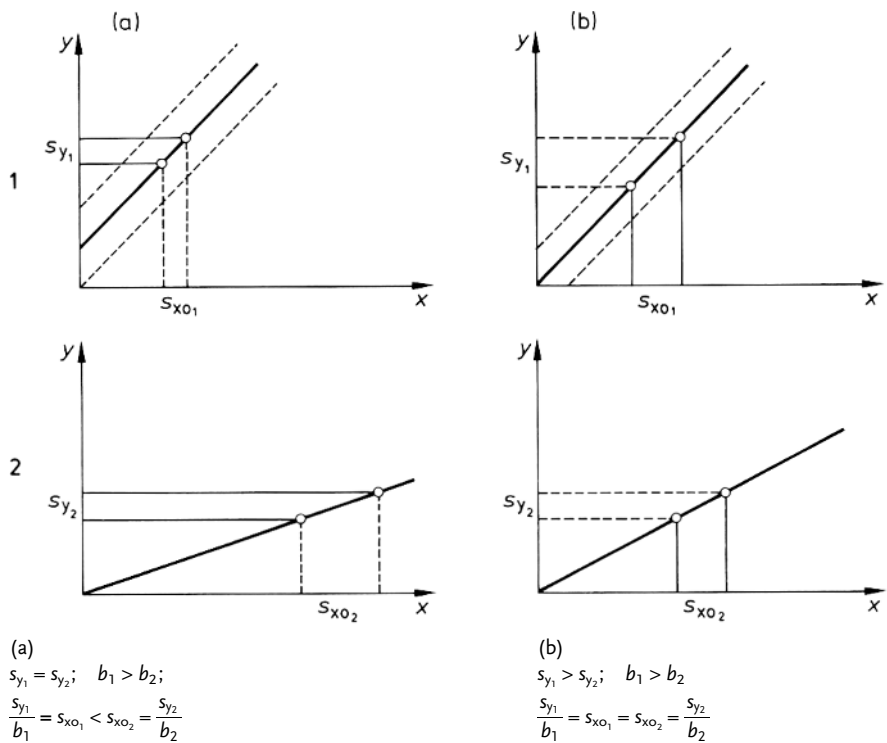 (a)
(b)
y
y
s_y₁
s_y₁
1
x
x
s_xo₁
s_xo₁
y
y
2
s_y₂
s_y₂
x
x
s_xo₂
s_xo₂
(a)
s_y₁ = s_y₂; b₁ > b₂;
s_y₁/b₁ = s_xo₁ < s_xo₂ = s_y₂/b₂
(b)
s_y₁ > s_y₂; b₁ > b₂
s_y₁/b₁ = s_xo₁ = s_xo₂ = s_y₂/b₂